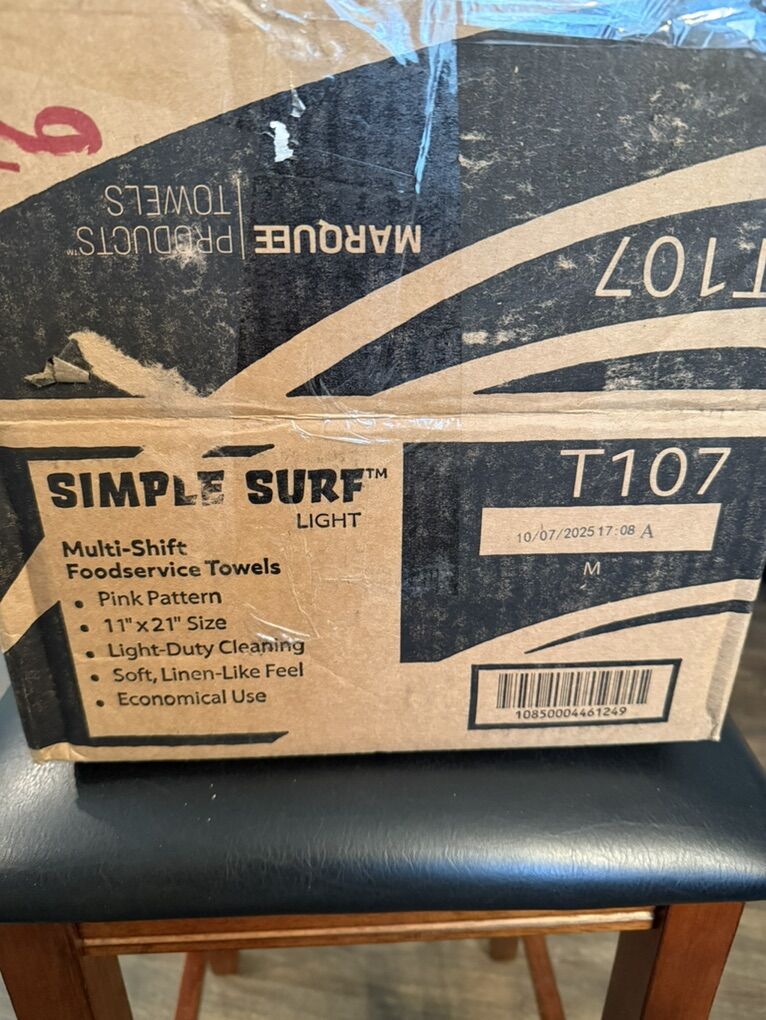 MARQUEE | PRODUCTS™
TOWELS
T107
SIMPLE SURF™
LIGHT
Multi-Shift
Foodservice Towels
• Pink Pattern
• 11" x 21" Size
• Light-Duty Cleaning
• Soft, Linen-Like Feel
• Economical Use
T107
10/07/2025 17:08 A
M
10850004461249